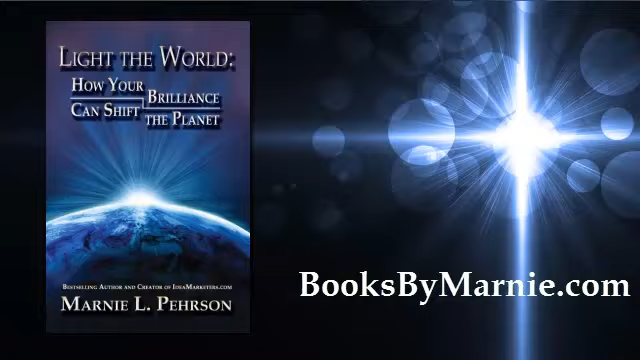 LIGHT THE WORLD:
HOW YOUR BRILLIANCE
CAN SHIFT THE PLANET
BESTSELLING AUTHOR AND CREATOR OF IDEAMARKETERS.COM
MARNIE L. PEHRSON
BooksByMarnie.com